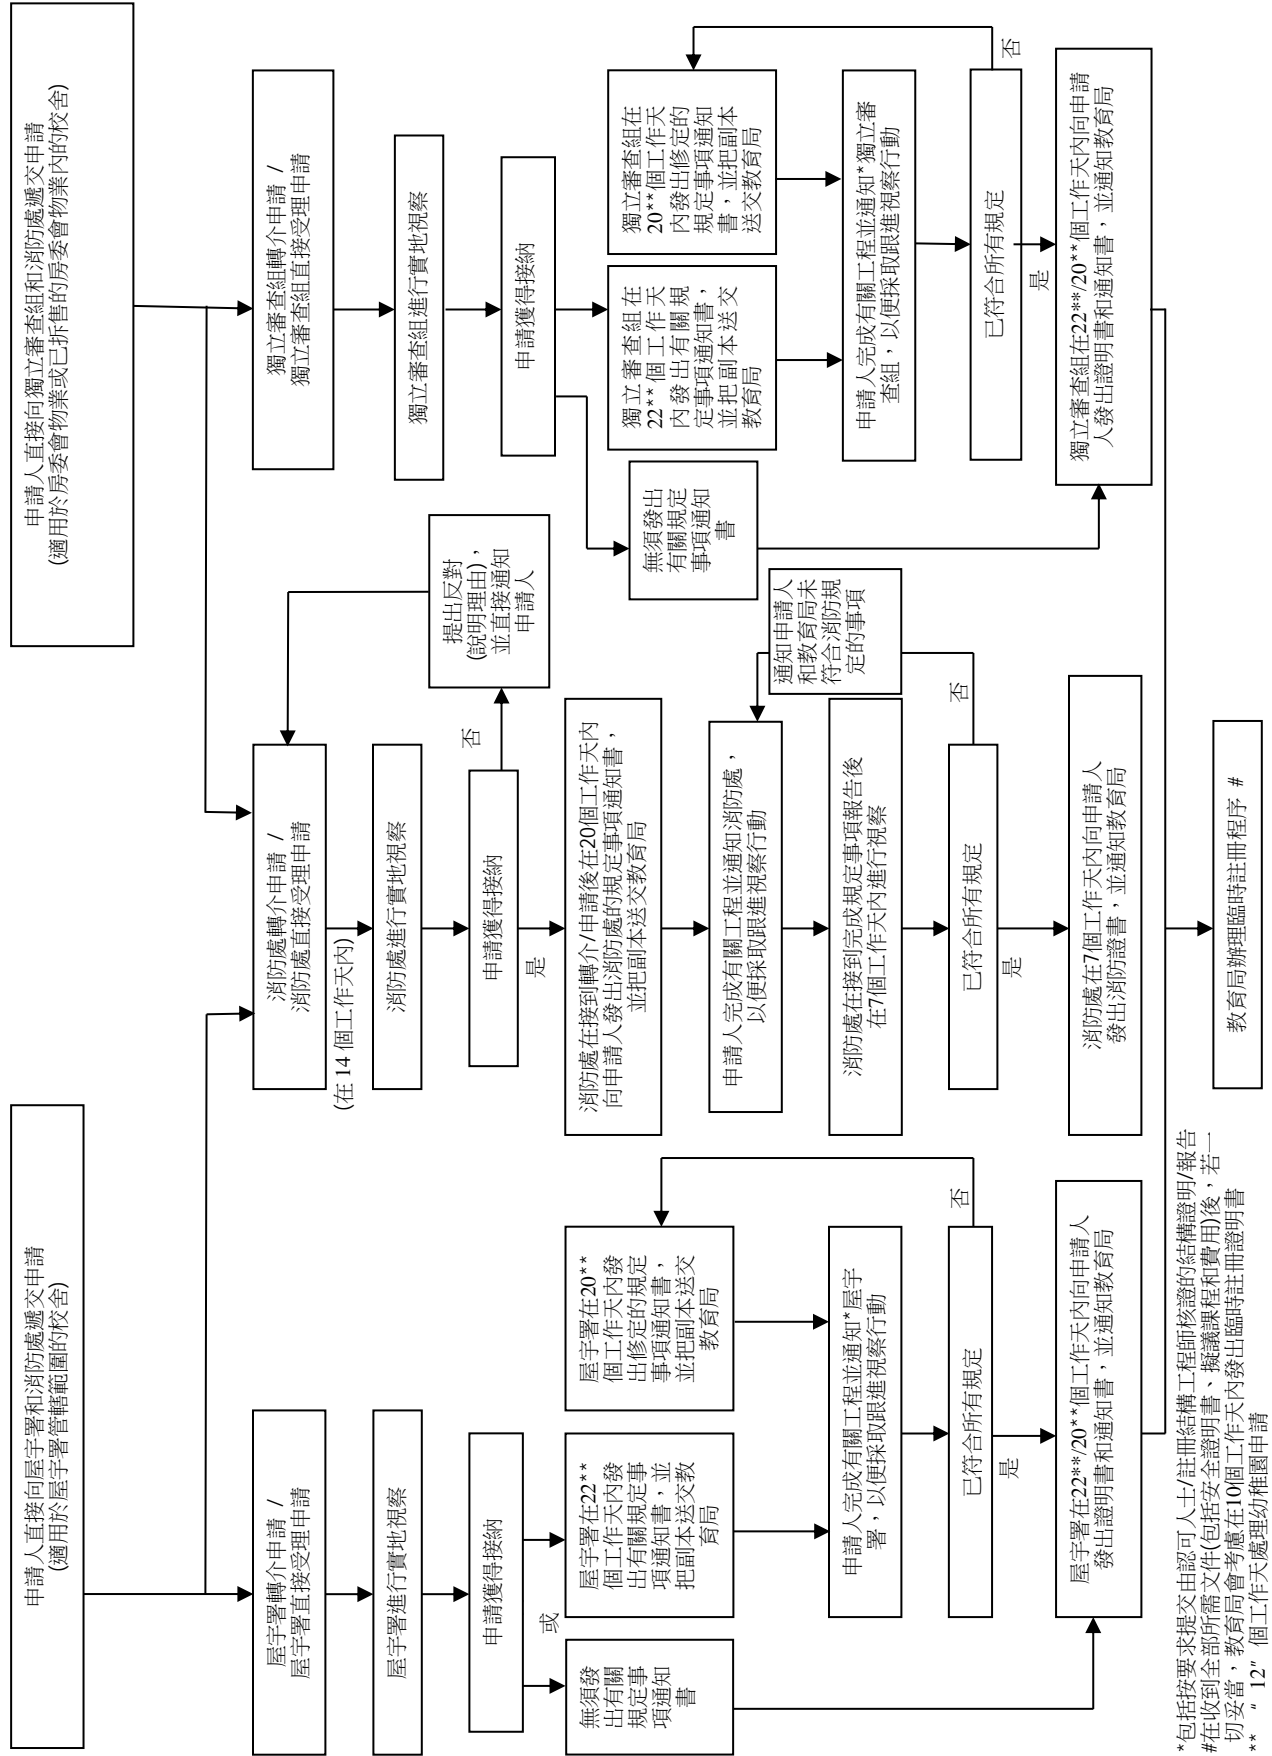 申請人直接向屋宇署和消防處遞交申請
(適用於屋宇署管轄範圍的校舍)
申請人直接向獨立審查組和消防處遞交申請
(適用於房委會物業或已拆售的房委會物業內的校舍)
屋宇署轉介申請 /
屋宇署直接受理申請
屋宇署進行實地視察
申請獲得接納
或
無須發
出有關
規定事
項通知
書
屋宇署在22**
個工作天內發
出有關規定事
項通知書，並
把副本送交教
育局
屋宇署在20**
個工作天內發
出修定的規定
事項通知書，
並把副本送交
教育局
申請人完成有關工程並通知*屋宇
署，以便採取跟進視察行動
已符合所有規定
否
是
屋宇署在22**/20**個工作天內向申請人
發出證明書和通知書，並通知教育局
消防處轉介申請 /
消防處直接受理申請
(在 14 個工作天內)
消防處進行實地視察
申請獲得接納
否
是
提出反對
(說明理由)，
並直接通知
申請人
消防處在接到轉介/申請後在20個工作天內
向申請人發出消防處的規定事項通知書，
並把副本送交教育局
申請人完成有關工程並通知消防處，
以便採取跟進視察行動
通知申請人
和教育局未
符合消防規
定的事項
消防處在接到完成規定事項報告後
在7個工作天內進行視察
已符合所有規定
否
是
消防處在7個工作天內向申請人
發出消防證書，並通知教育局
獨立審查組轉介申請 /
獨立審查組直接受理申請
獨立審查組進行實地視察
申請獲得接納
無須發出
有關規定
事項通知
書
獨立審查組在
22**個工作天
內發出有關規
定事項通知書，
並把副本送交
教育局
獨立審查組在
20**個工作天
內發出修定的
規定事項通知
書，並把副本
送交教育局
申請人完成有關工程並通知*獨立審
查組，以便採取跟進視察行動
已符合所有規定
否
是
獨立審查組在22**/20**個工作天內向申請
人發出證明書和通知書，並通知教育局
教育局辦理臨時註冊程序 #
*包括按要求提交由認可人士/註冊結構工程師核證的結構證明/報告
#在收到全部所需文件(包括安全證明書、擬議課程和費用)後，若一
切妥當，教育局會考慮在10個工作天內發出臨時註冊證明書
** " 12" 個工作天處理幼稚園申請